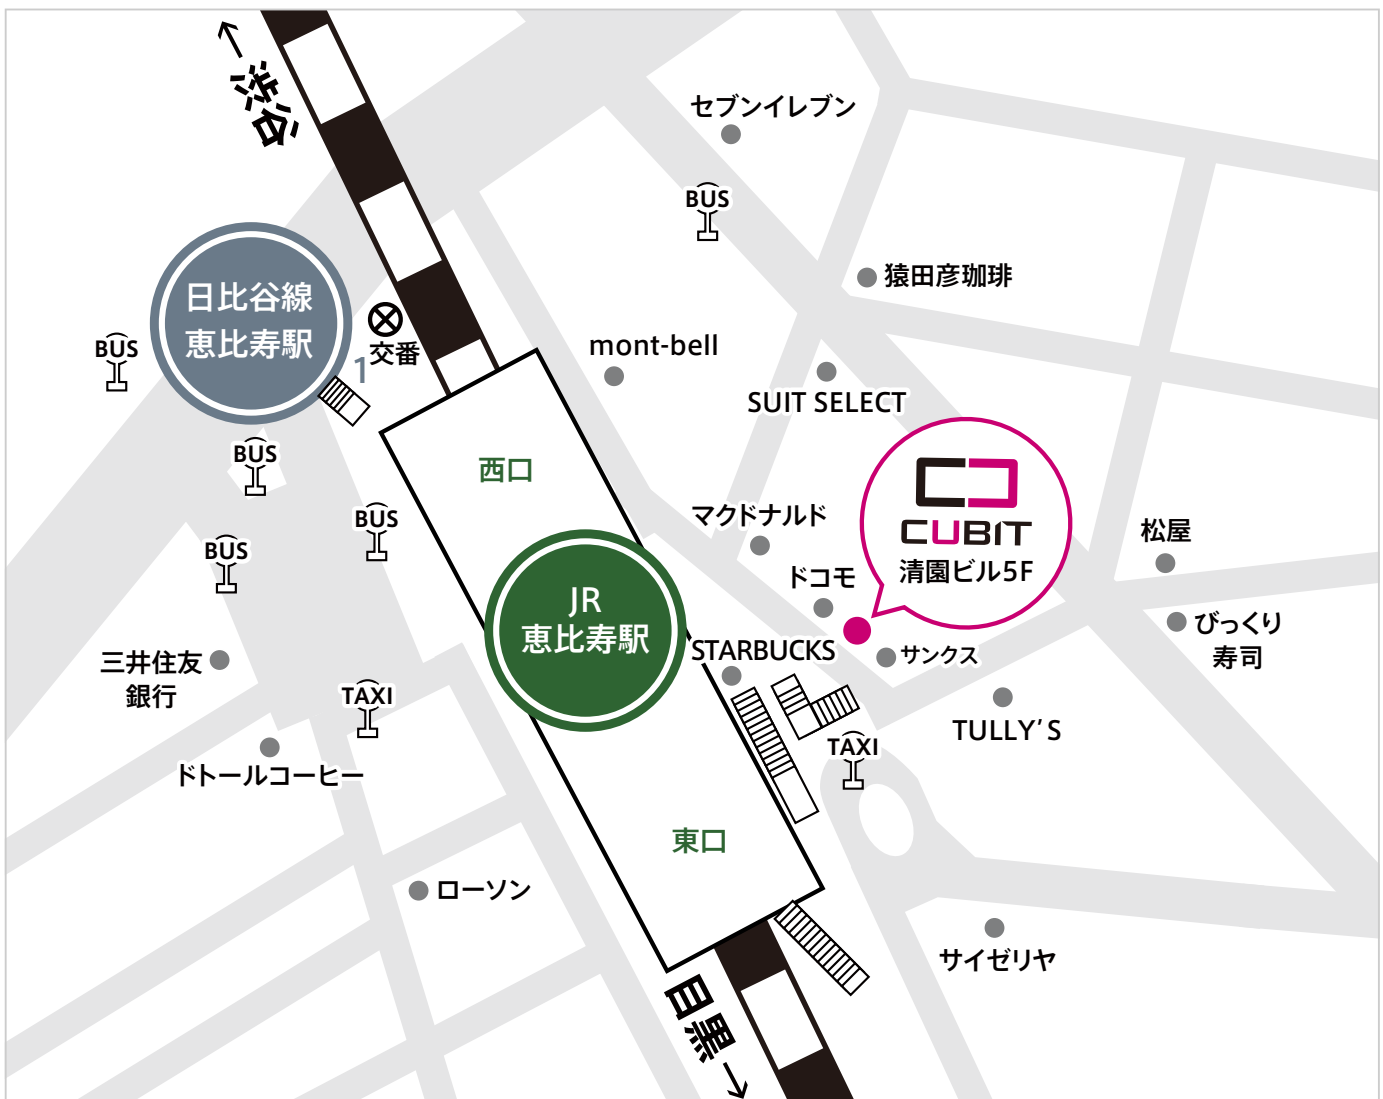 ← 渋谷
セブンイレブン
BUS
猿田彦珈琲
日比谷線
恵比寿駅
交番
1
BUS
mont-bell
SUIT SELECT
西口
BUS
CUBIT
清園ビル5F
マクドナルド
BUS
松屋
BUS
ドコモ
JR
恵比寿駅
びっくり
寿司
STARBUCKS
サンクス
三井住友
銀行
TAXI
TULLY'S
TAXI
ドトールコーヒー
東口
ローソン
サイゼリヤ
目黒 →